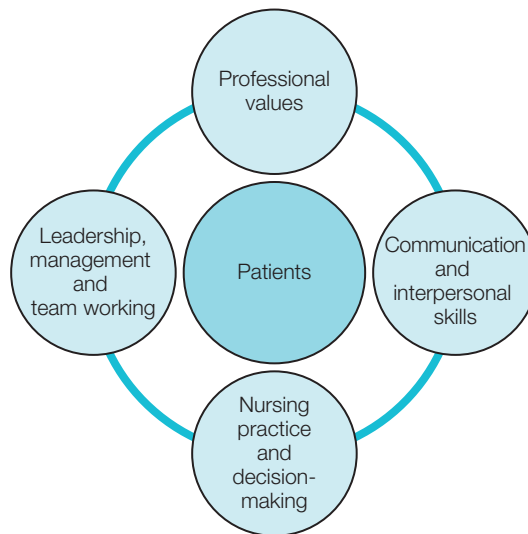 Professional
values
Leadership,
management
and
team working
Patients
Communication
and
interpersonal
skills
Nursing
practice
and
decision-
making